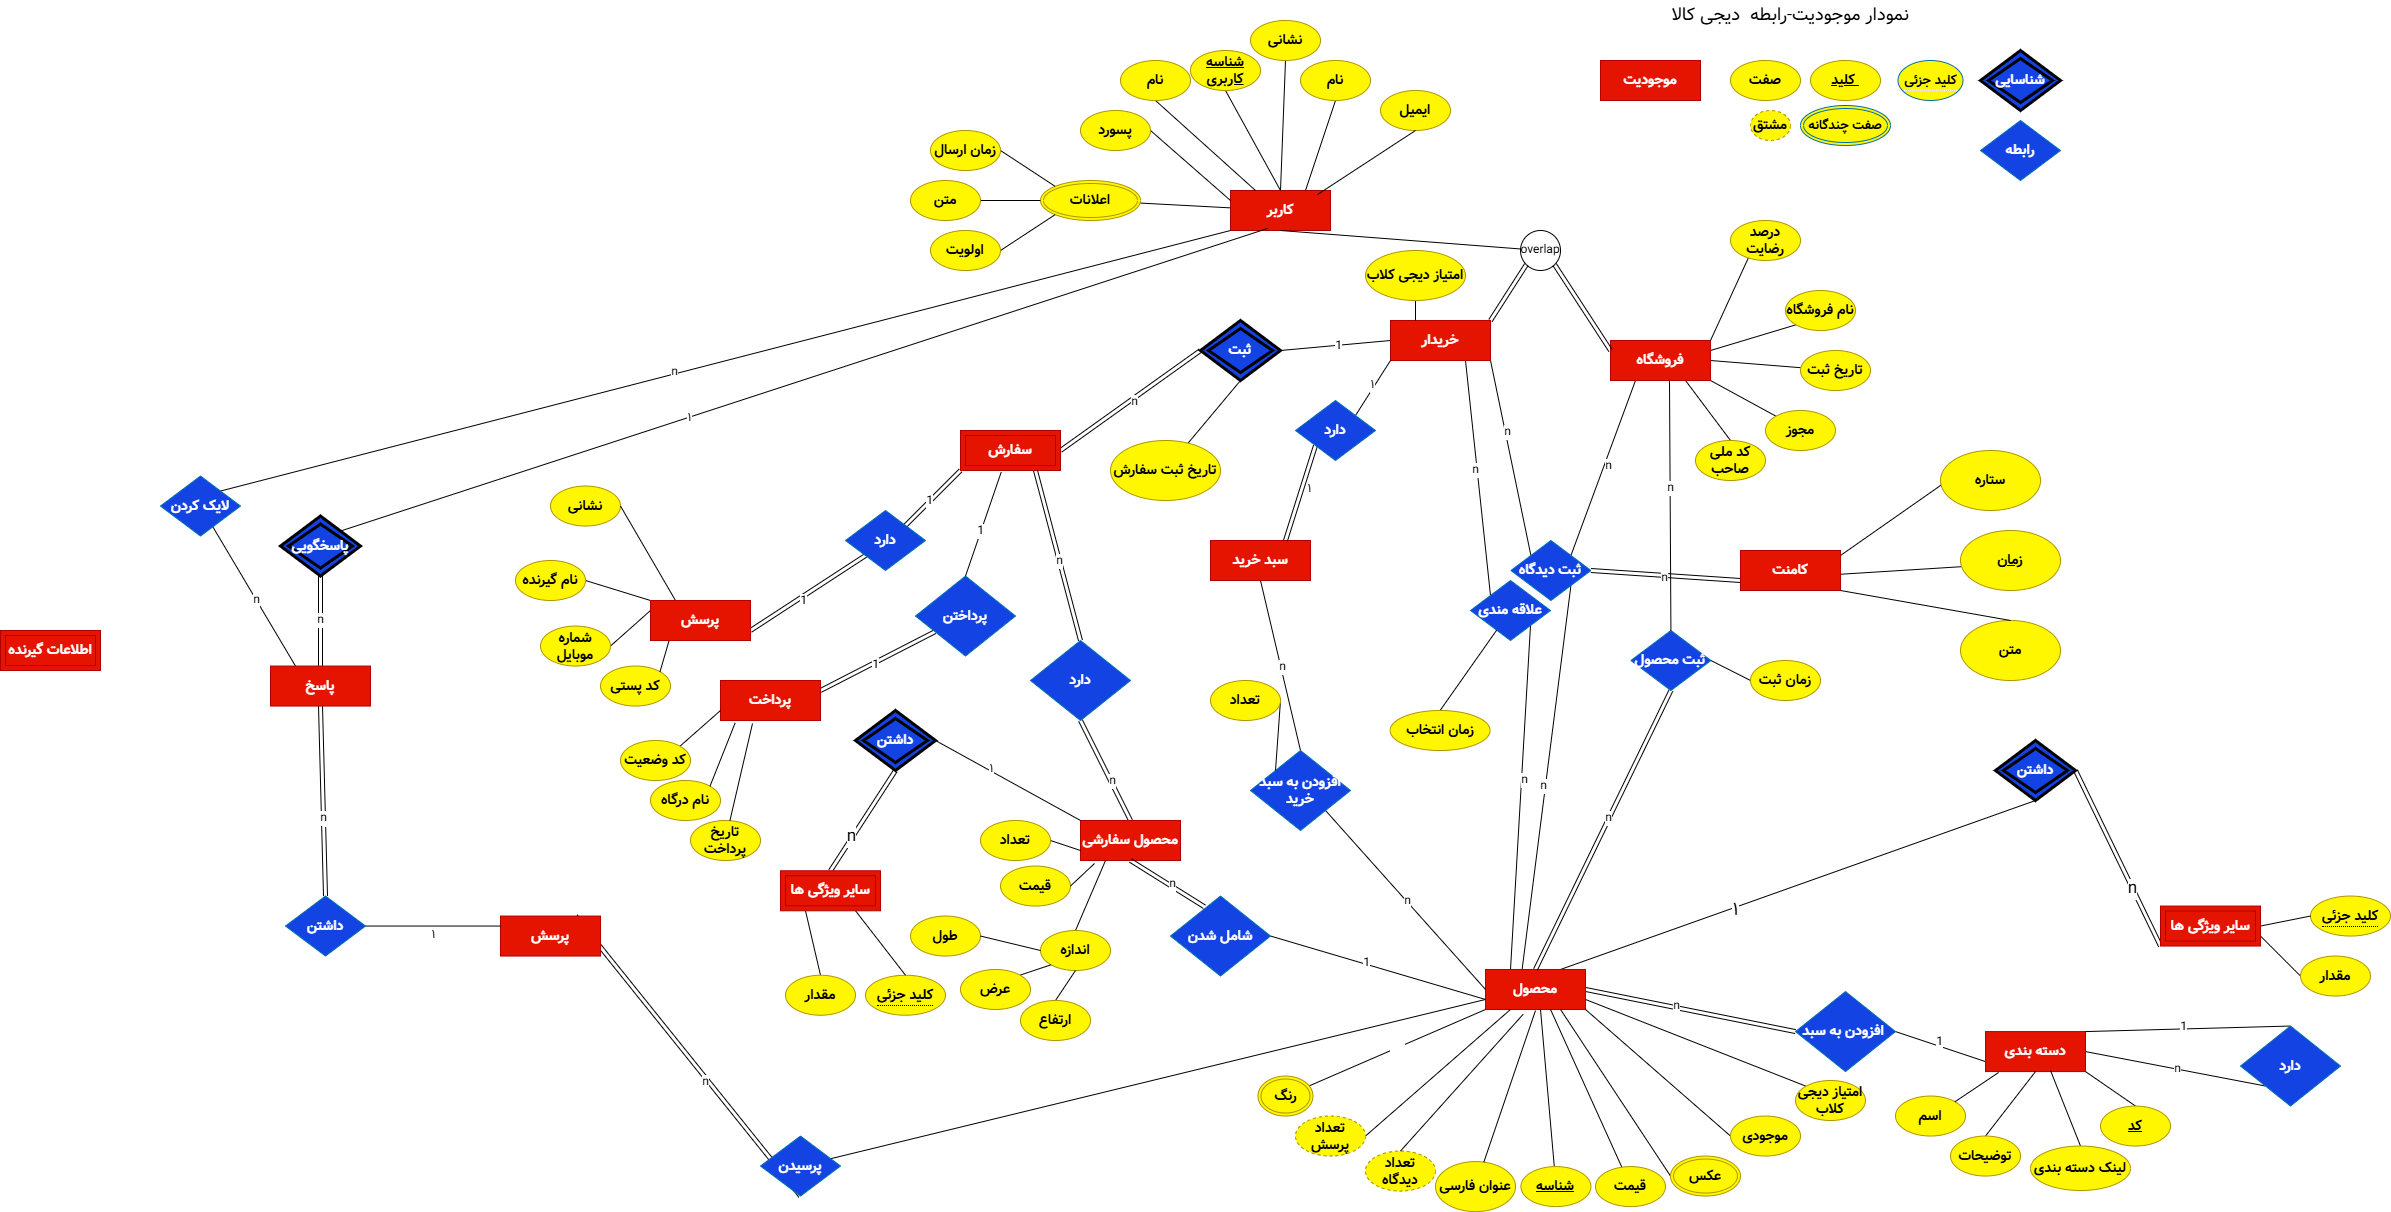 نمودار موجودیت-رابطه دیجی کالا
موجودیت
صفت
کلید
کلید جزئی
شناسایی
مشتق
صفت چندگانه
رابطه
نشانی
شناسه
کاربری
نام
نام
ایمیل
پسورد
زمان ارسال
متن
اولویت
اعلانات
کاربر
overlap
امتیاز دیجی کلاب
درصد
رضایت
نام فروشگاه
تاریخ ثبت
مجوز
کد ملی
صاحب
خریدار
فروشگاه
ثبت
1
n
n
۱
۱
تاریخ ثبت سفارش
دارد
۱
n
n
n
n
سفارش
ستاره
زمان
متن
کامنت
ثبت دیدگاه
n
علاقه مندی
لایک کردن
پاسخگویی
n
n
نشانی
نام گیرنده
شماره
موبایل
کد پستی
پرسش
دارد
1
1
1
پرداختن
1
n
دارد
n
سبد خرید
n
ثبت محصول
زمان ثبت
زمان انتخاب
اطلاعات گیرنده
پاسخ
پرداخت
کد وضعیت
نام درگاه
تاریخ
پرداخت
داشتن
۱
n
تعداد
افزودن به سبد
خرید
n
n
n
n
داشتن
n
۱
محصول سفارشی
تعداد
قیمت
اندازه
طول
عرض
ارتفاع
سایر ویژگی ها
مقدار
کلید جزئی
n
شامل شدن
1
سایر ویژگی ها
کلید جزئی
مقدار
n
داشتن
۱
پرسش
n
پرسیدن
محصول
n
افزودن به سبد
1
دسته بندی
1
n
دارد
رنگ
تعداد
پرسش
تعداد
دیدگاه
عنوان فارسی
شناسه
قیمت
عکس
موجودی
امتیاز دیجی
کلاب
اسم
توضیحات
لینک دسته بندی
کد